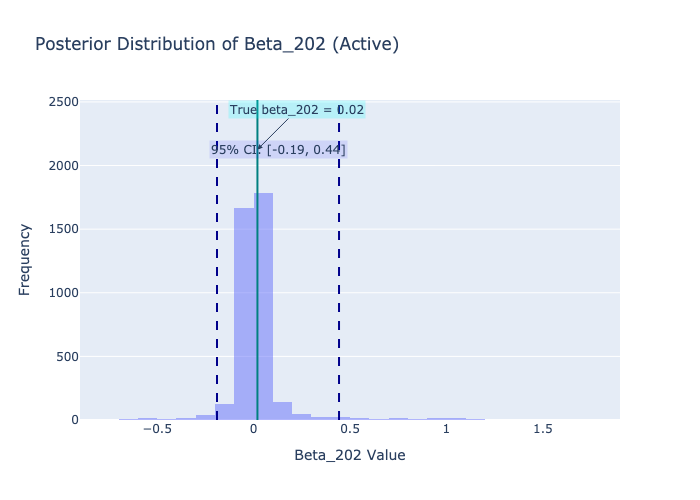 Posterior Distribution of Beta_202 (Active)
2500
True beta_202 = 0.02
95% CI: [-0.19, 0.44]
2000
1500
1000
500
0
Frequency
−0.5
0
0.5
1
1.5
Beta_202 Value